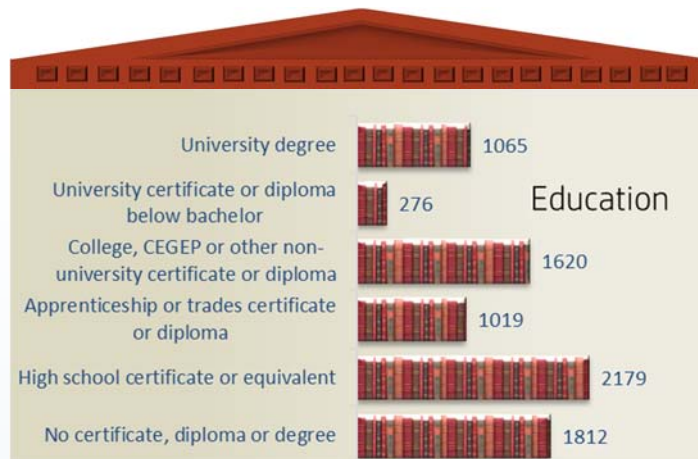 University degree 1065
University certificate or diploma
below bachelor 276
Education
College, CEGEP or other non-
university certificate or diploma 1620
Apprenticeship or trades certificate
or diploma 1019
High school certificate or equivalent 2179
No certificate, diploma or degree 1812